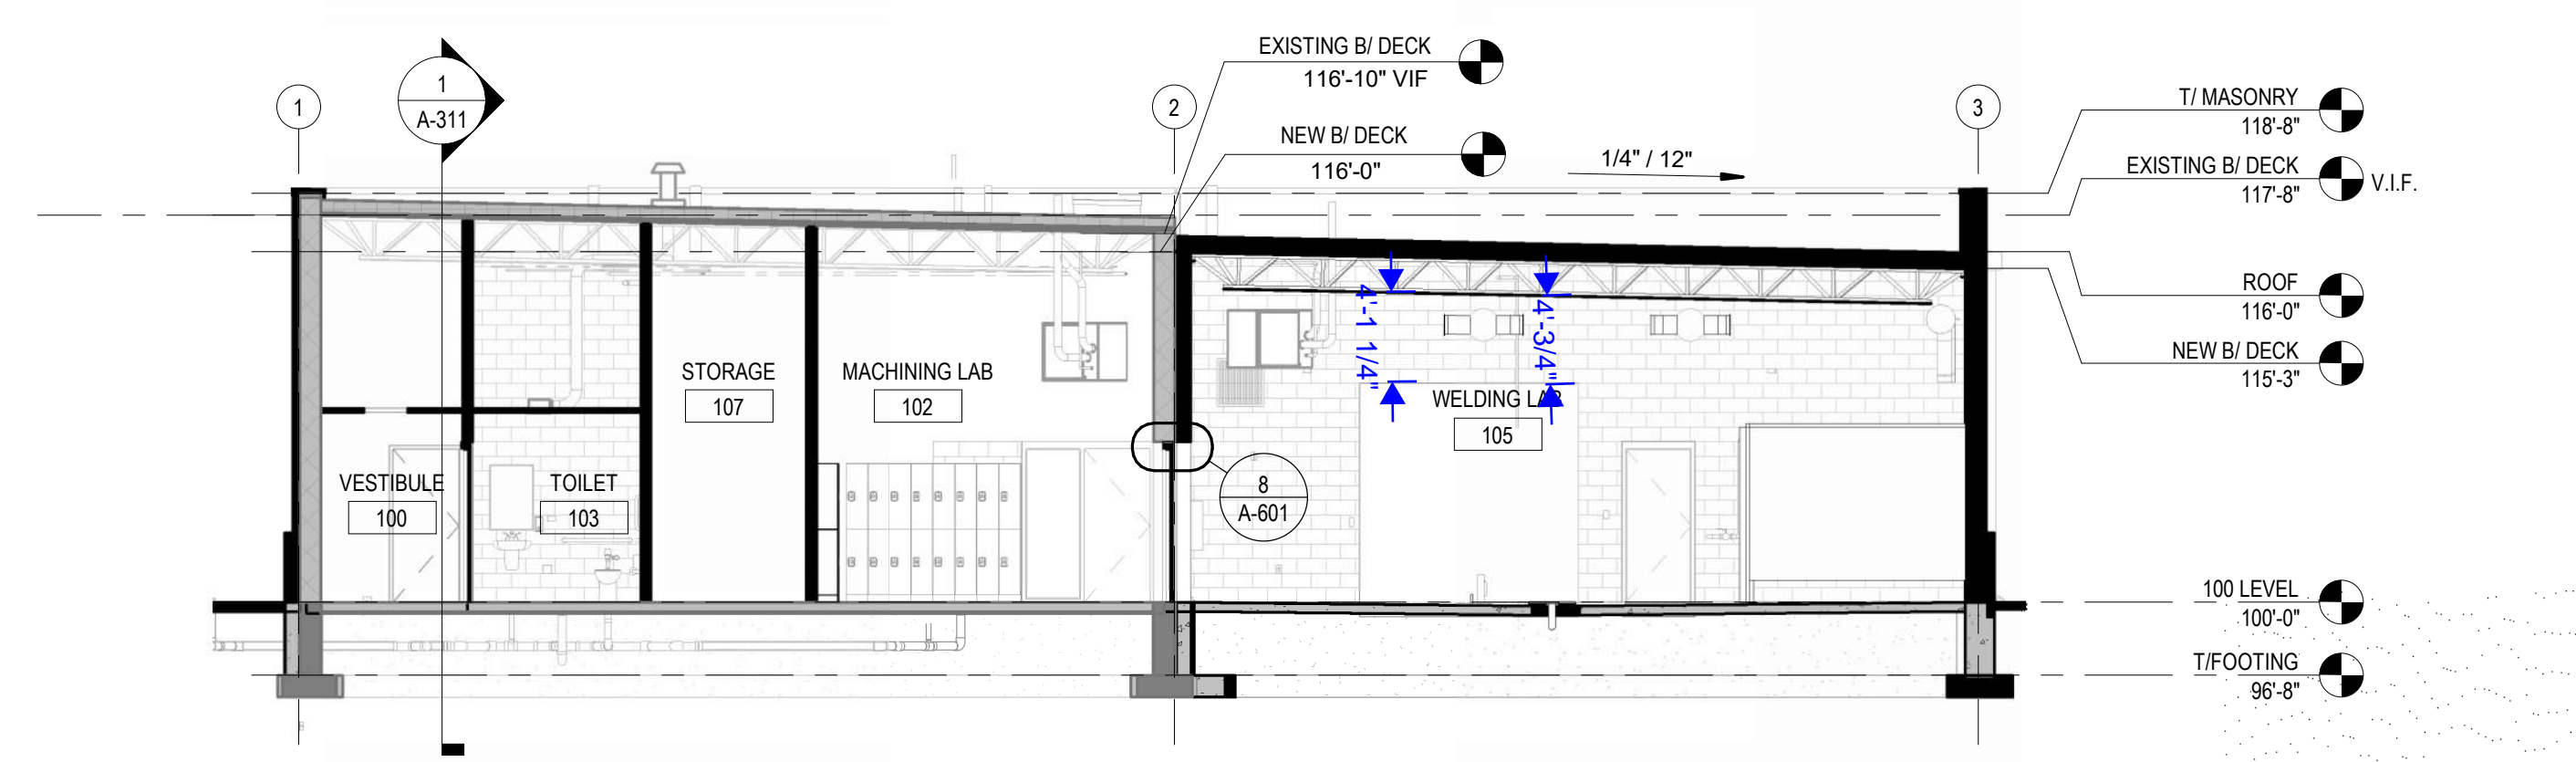 1
A-311
1
2
3
EXISTING B/ DECK
116'-10" VIF
NEW B/ DECK
116'-0"
1/4" / 12"
T/ MASONRY
118'-8"
EXISTING B/ DECK
117'-8"
V.I.F.
ROOF
116'-0"
NEW B/ DECK
115'-3"
4'-1 1/4"
4'-3/4"
STORAGE
107
MACHINING LAB
102
WELDING LAB
105
VESTIBULE
100
TOILET
103
8
A-601
100 LEVEL
100'-0"
T/FOOTING
96'-8"